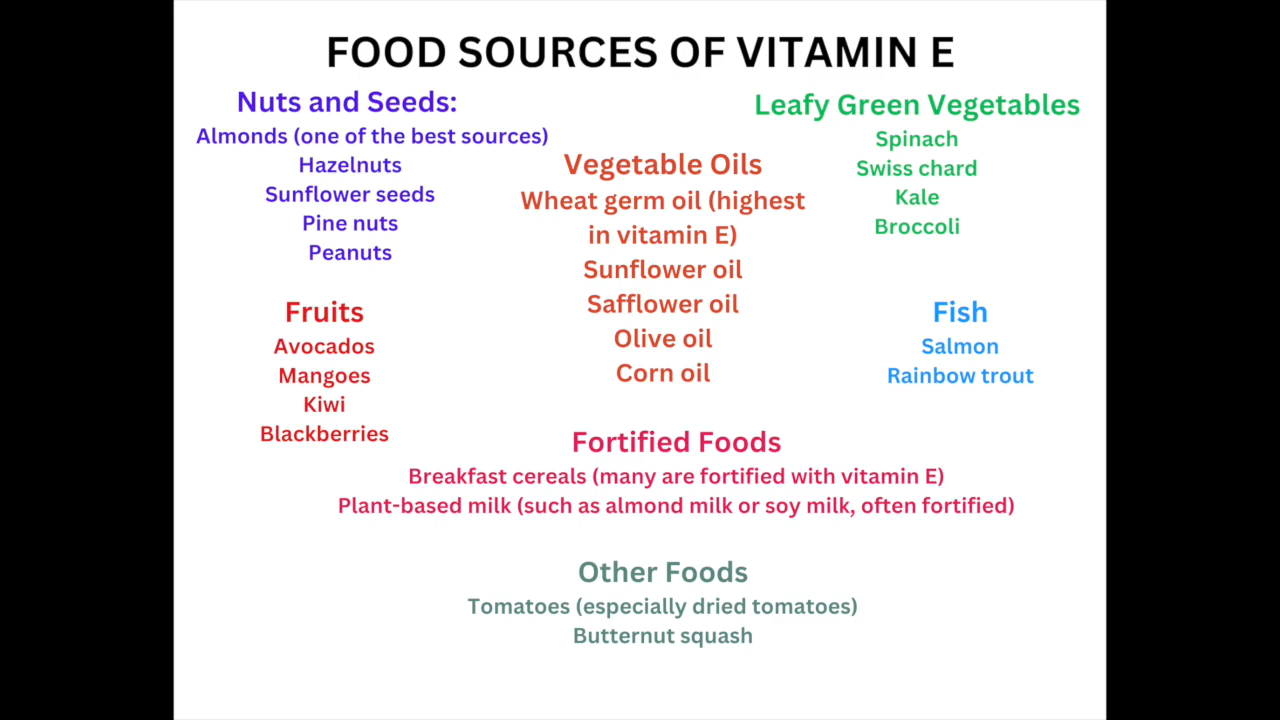 FOOD SOURCES OF VITAMIN E
Nuts and Seeds:
Almonds (one of the best sources)
Hazelnuts
Sunflower seeds
Pine nuts
Peanuts
Vegetable Oils
Wheat germ oil (highest
in vitamin E)
Sunflower oil
Safflower oil
Olive oil
Corn oil
Leafy Green Vegetables
Spinach
Swiss chard
Kale
Broccoli
Fruits
Avocados
Mangoes
Kiwi
Blackberries
Fish
Salmon
Rainbow trout
Fortified Foods
Breakfast cereals (many are fortified with vitamin E)
Plant-based milk (such as almond milk or soy milk, often fortified)
Other Foods
Tomatoes (especially dried tomatoes)
Butternut squash